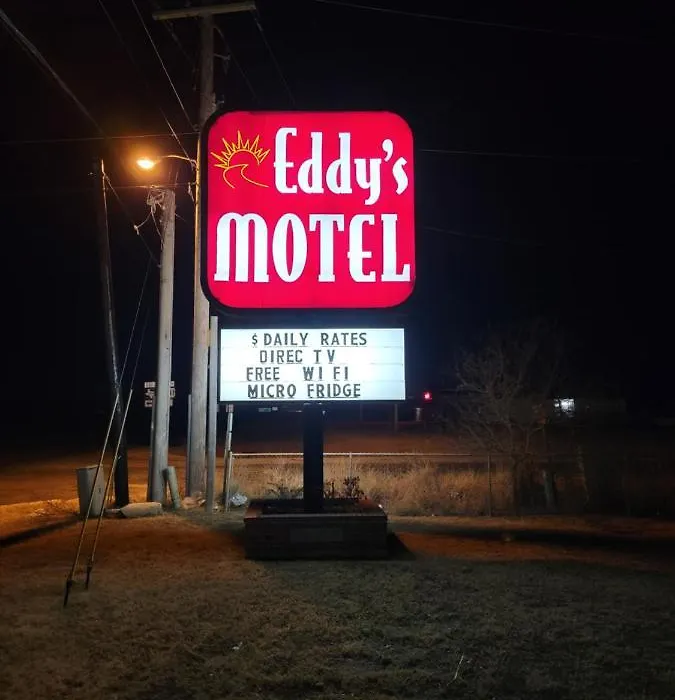 Eddy's
MOTEL
$ DAILY RATES
DIREC TV
FREE WI FI
MICRO FRIDGE